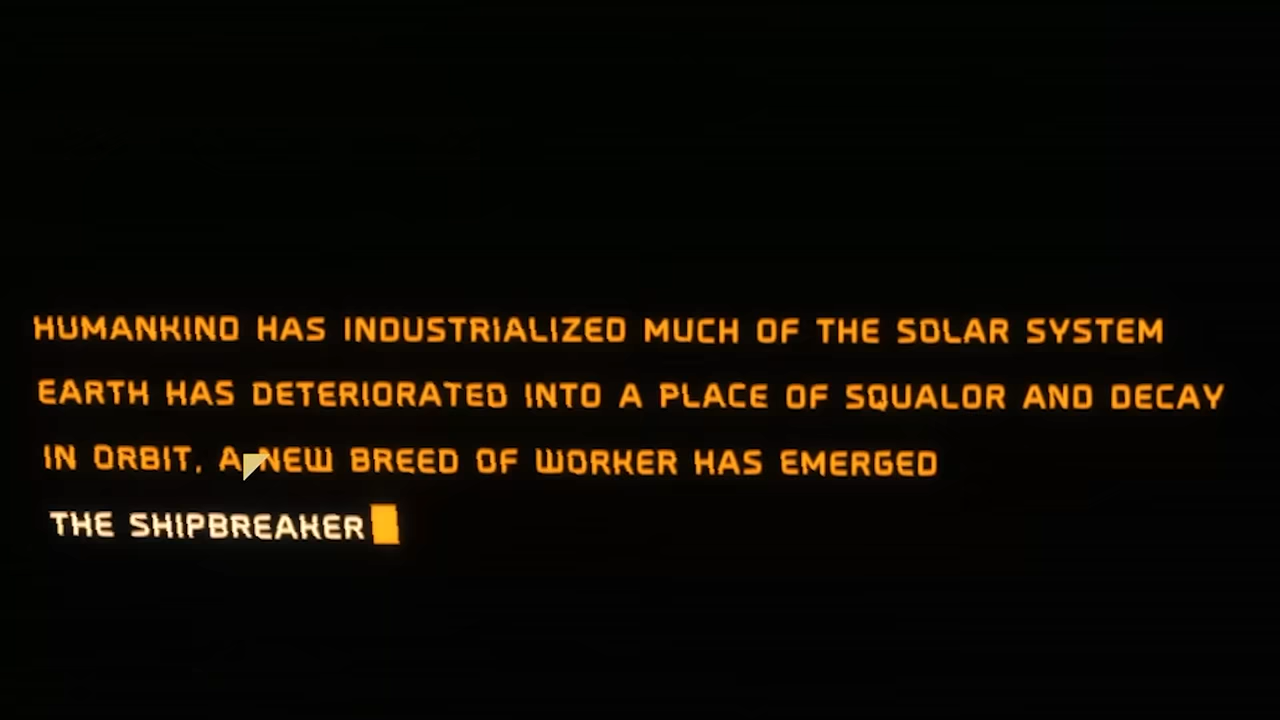 HUMANKIND HAS INDUSTRIALIZED MUCH OF THE SOLAR SYSTEM
EARTH HAS DETERIORATED INTO A PLACE OF SQUALOR AND DECAY
IN ORBIT, A NEW BREED OF WORKER HAS EMERGED
THE SHIPBREAKER